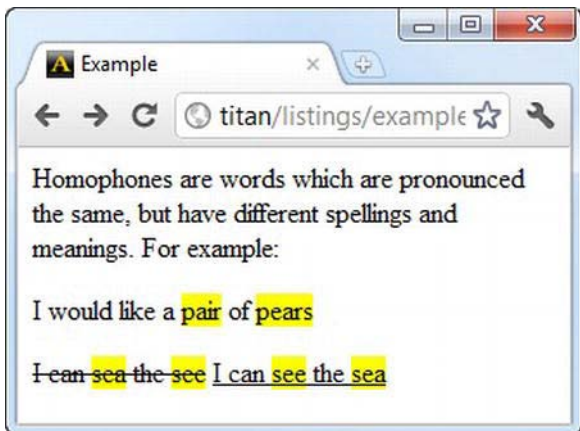 Example
titan/listings/example
Homophones are words which are pronounced
the same, but have different spellings and
meanings. For example:
I would like a pair of pears
I can sea the see I can see the sea